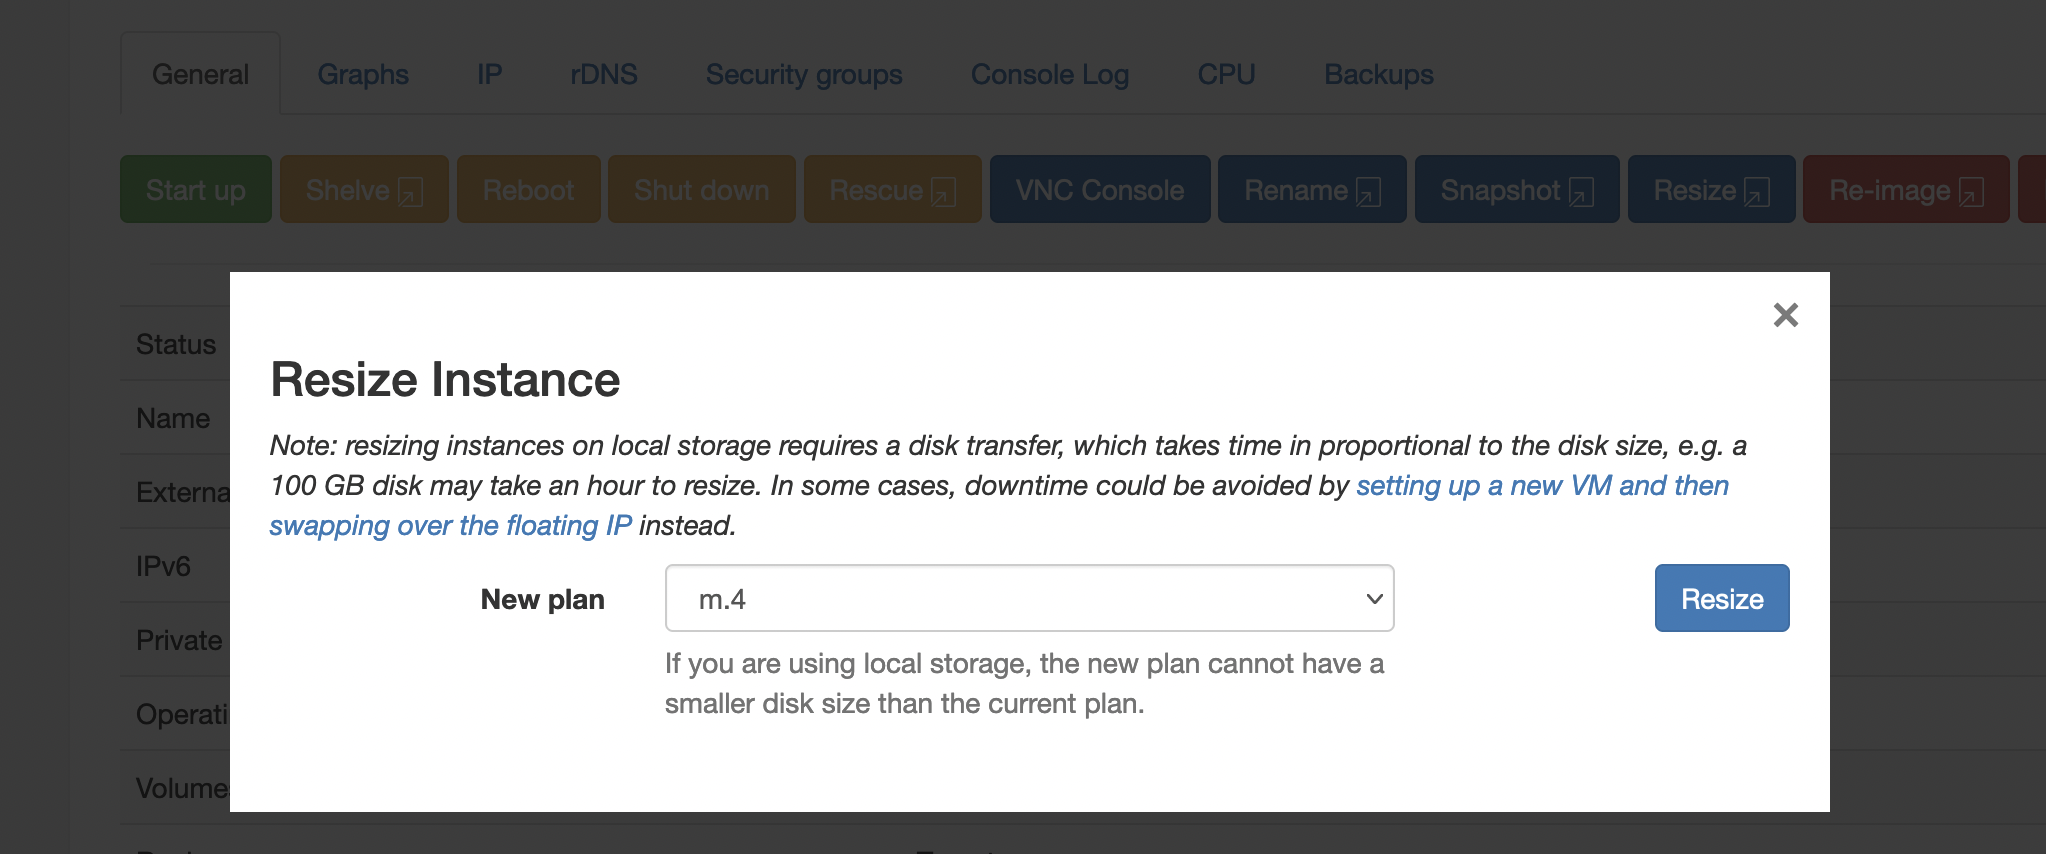 General Graphs IP rDNS Security groups Console Log CPU Backups
Start up Shelve Reboot Shut down Rescue VNC Console Rename Snapshot Resize Re-image
Status
Resize Instance
Name
Note: resizing instances on local storage requires a disk transfer, which takes time in proportional to the disk size, e.g. a
100 GB disk may take an hour to resize. In some cases, downtime could be avoided by setting up a new VM and then
swapping over the floating IP instead.
IPv6
New plan m.4 Resize
Private
If you are using local storage, the new plan cannot have a
smaller disk size than the current plan.